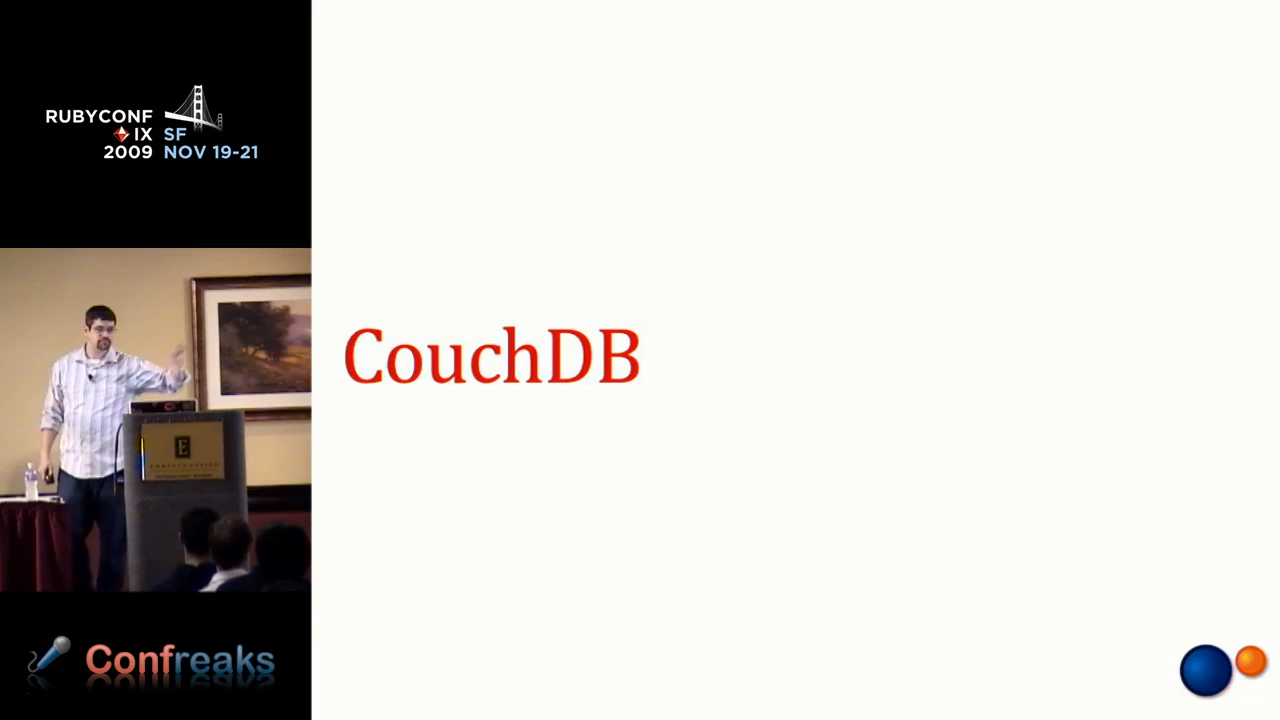 RUBYCONF
IX SF
2009 NOV 19-21
CouchDB
E
Confreaks